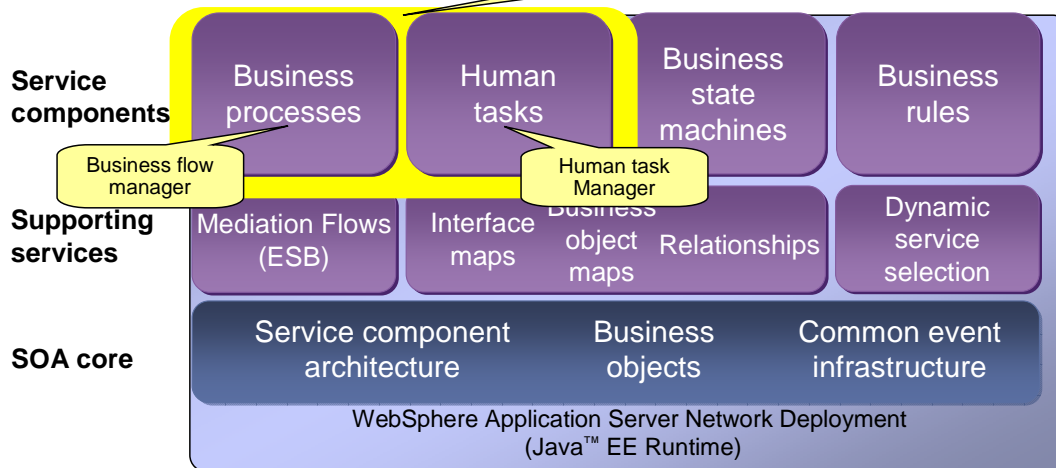 Service
components
Business
processes
Human
tasks
Business
state
machines
Business
rules
Business flow
manager
Human task
Manager
Supporting
services
Mediation Flows
(ESB)
Interface
maps
Business
object
maps
Relationships
Dynamic
service
selection
SOA core
Service component
architecture
Business
objects
Common event
infrastructure
WebSphere Application Server Network Deployment
(Java™ EE Runtime)